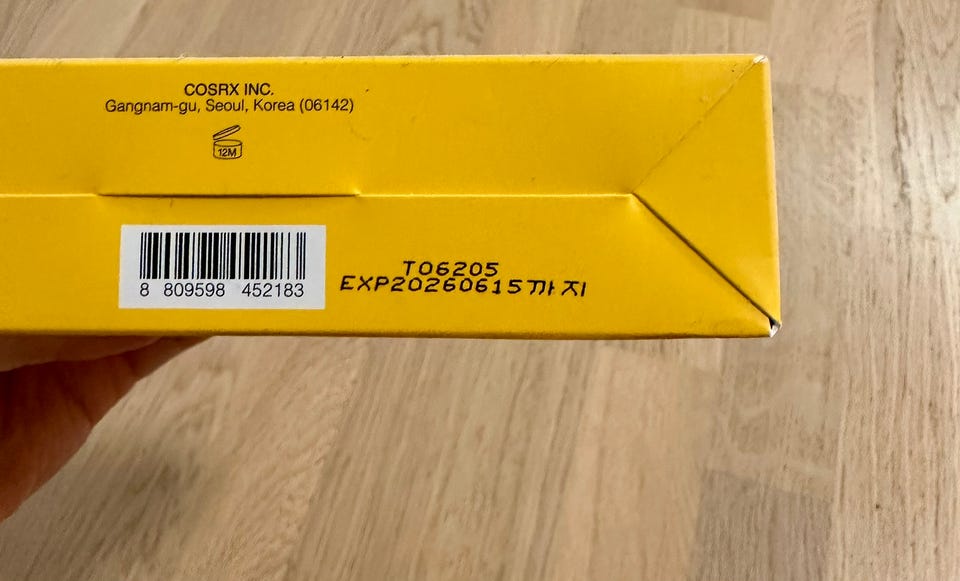 COSRX INC.
Gangnam-gu, Seoul, Korea (06142)
12M
8 809598 452183
T06205
EXP20260615까지